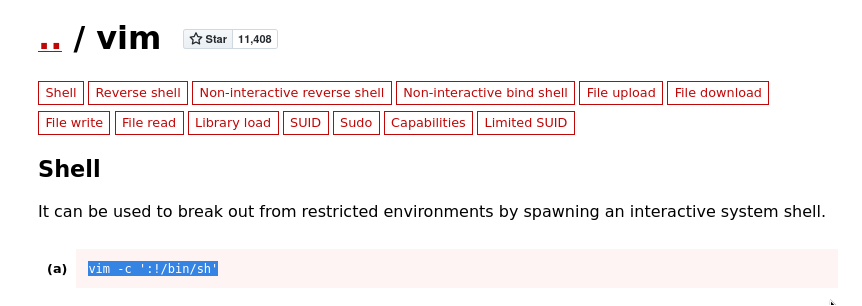 .. / vim Star 11,408
Shell Reverse shell Non-interactive reverse shell Non-interactive bind shell File upload File download
File write File read Library load SUID Sudo Capabilities Limited SUID
Shell
It can be used to break out from restricted environments by spawning an interactive system shell.
(a) vim -c ':!/bin/sh'